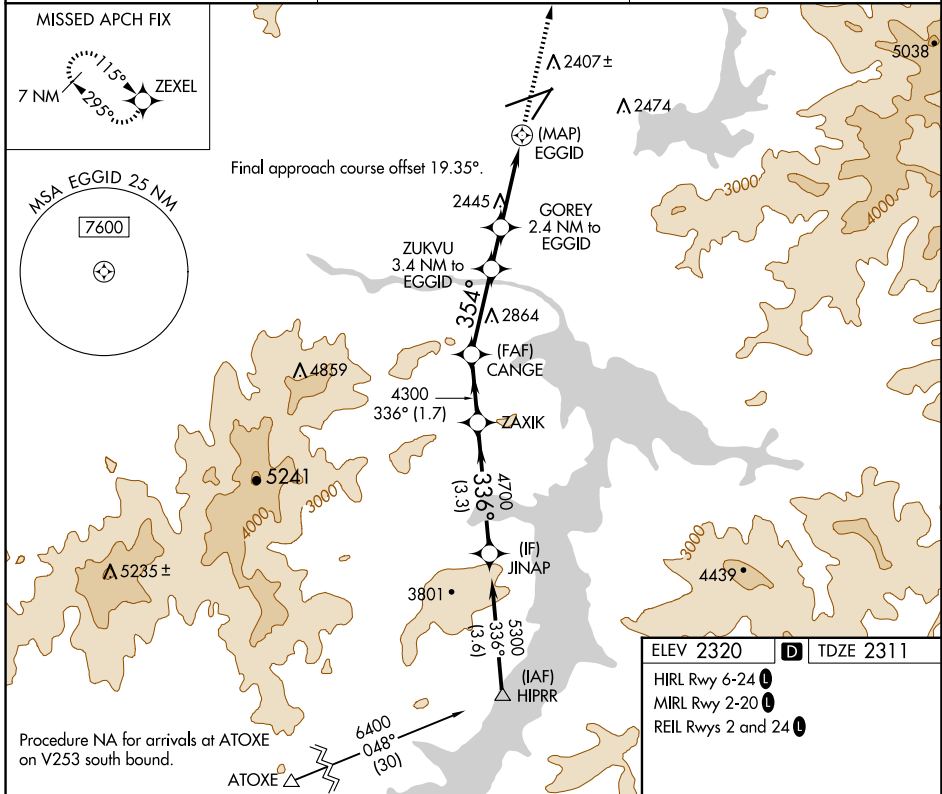 MISSED APCH FIX
115°
ZEXEL
7 NM
295°
MSA EGGID 25 NM
7600
Final approach course offset 19.35°.
2407±
2474
5038
(MAP)
EGGID
3000
4000
2445
GOREY
2.4 NM to
EGGID
ZUKVU
3.4 NM to
EGGID
354°
2864
(FAF)
CANGE
4859
4300
336° (1.7)
ZAXIK
5241
3000
4000
4700
336°
(3.3)
5235±
(IF)
JINAP
3801
3000
4439
5300
336°
(3.6)
(IAF)
HIPRR
6400
048°
(30)
ATOXE
Procedure NA for arrivals at ATOXE
on V253 south bound.
ELEV 2320 D TDZE 2311
HIRL Rwy 6-24 L
MIRL Rwy 2-20 L
REIL Rwys 2 and 24 L